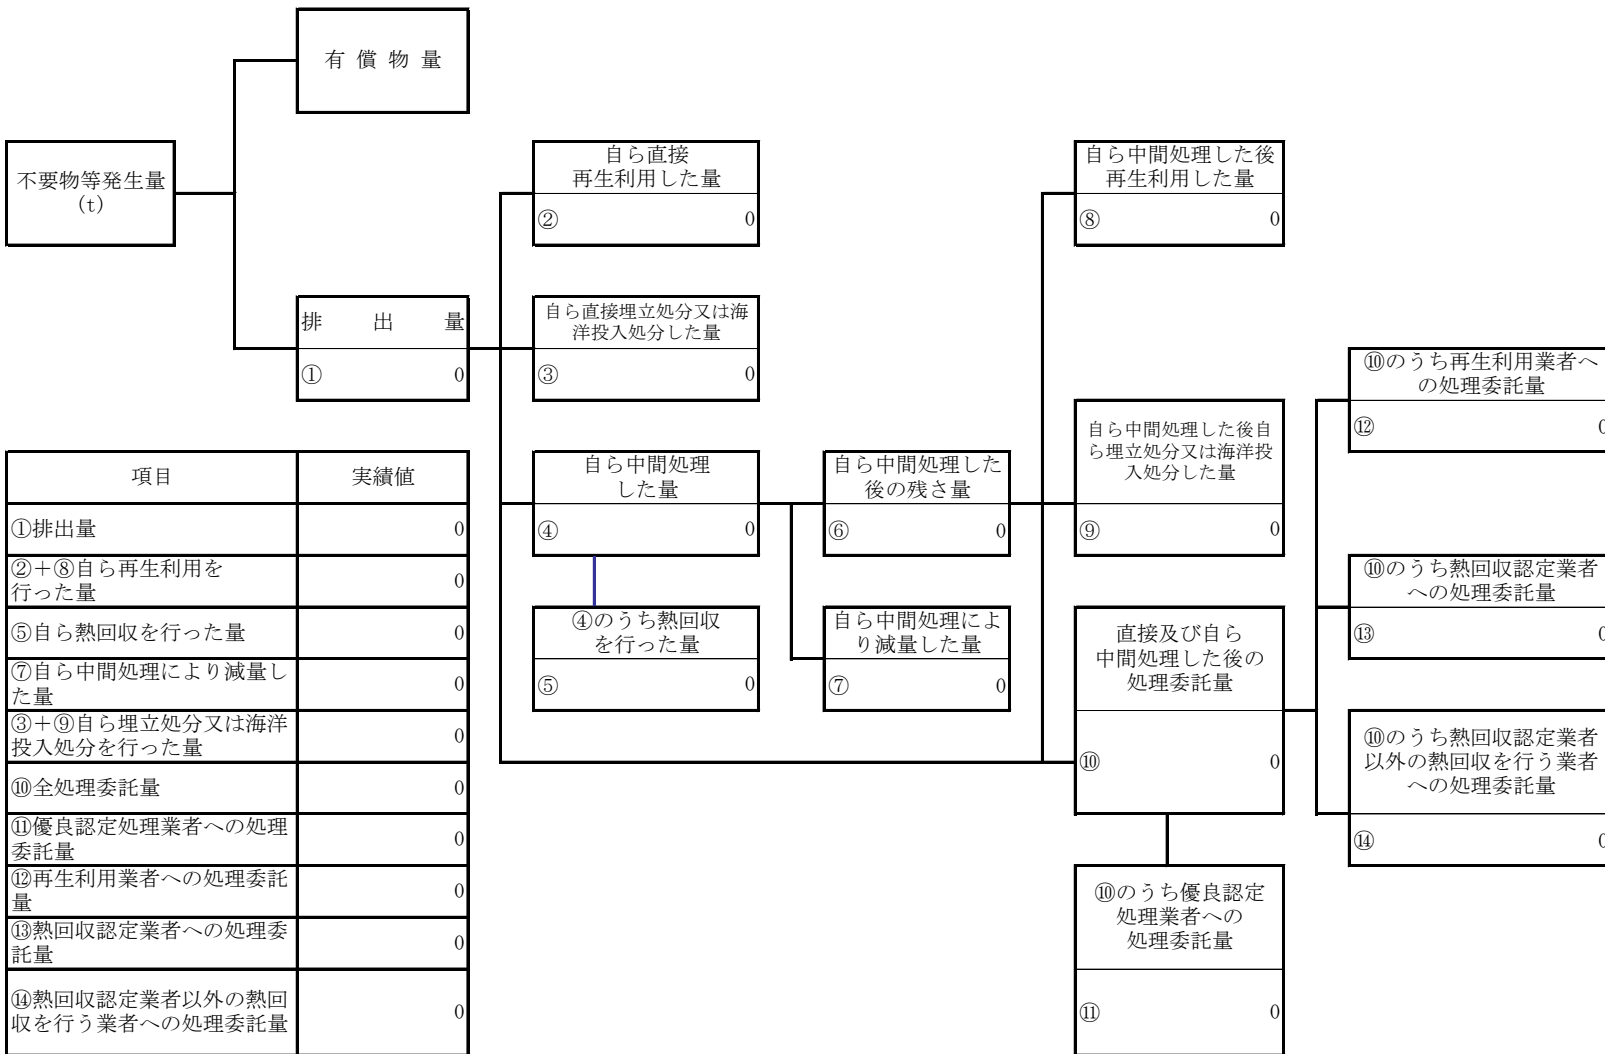 有 償 物 量
不要物等発生量
(t)
自ら直接
再生利用した量
② 0
自ら中間処理した後
再生利用した量
⑧ 0
排 出 量
① 0
自ら直接埋立処分又は海
洋投入処分した量
③ 0
⑩のうち再生利用業者へ
の処理委託量
⑫ 0
自ら中間処理した後自
ら埋立処分又は海洋投
入処分した量
⑨ 0
自ら中間処理
した量
④ 0
自ら中間処理した
後の残さ量
⑥ 0
④のうち熱回収
を行った量
⑤ 0
自ら中間処理によ
り減量した量
⑦ 0
直接及び自ら
中間処理した後の
処理委託量
⑩ 0
⑩のうち熱回収認定業者
への処理委託量
⑬ 0
⑩のうち熱回収認定業者
以外の熱回収を行う業者
への処理委託量
⑭ 0
⑩のうち優良認定
処理業者への
処理委託量
⑪ 0
項目 実績値
①排出量 0
②＋⑧自ら再生利用を
行った量 0
⑤自ら熱回収を行った量 0
⑦自ら中間処理により減量し
た量 0
③＋⑨自ら埋立処分又は海洋
投入処分を行った量 0
⑩全処理委託量 0
⑪優良認定処理業者への処理
委託量 0
⑫再生利用業者への処理委託
量 0
⑬熱回収認定業者への処理委
託量 0
⑭熱回収認定業者以外の熱回
収を行う業者への処理委託量 0